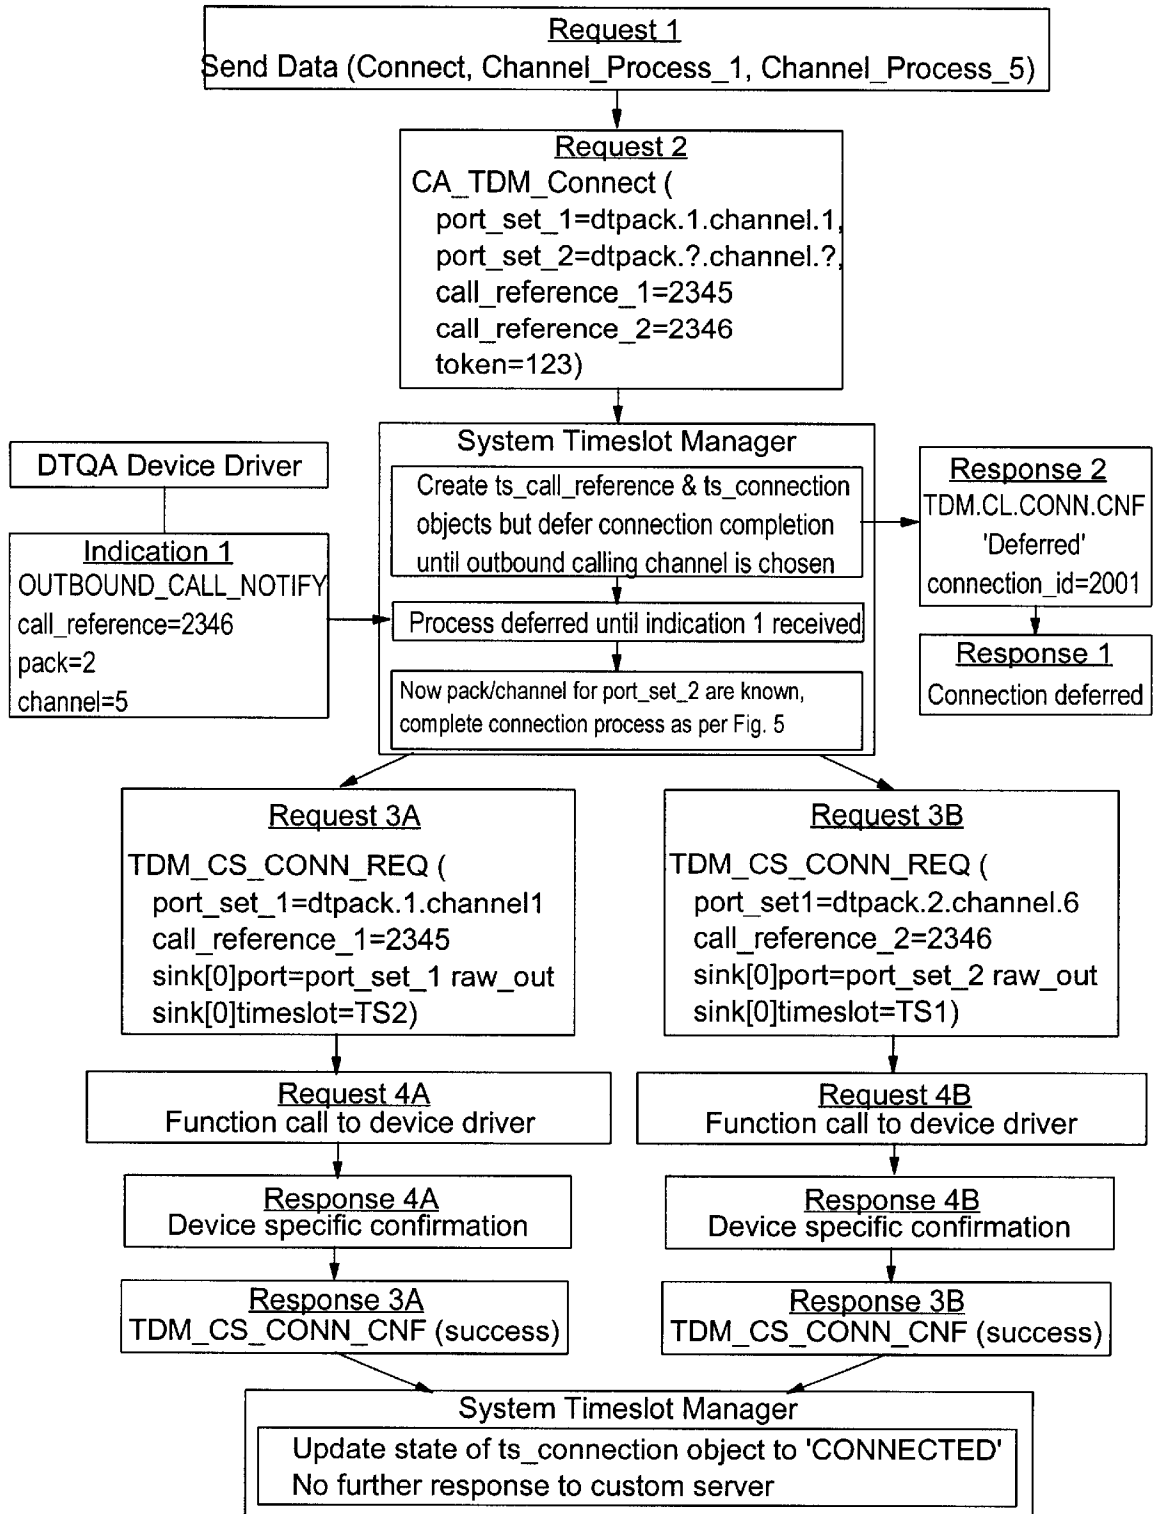 Request 1
Send Data (Connect, Channel_Process_1, Channel_Process_5)
Request 2
CA_TDM_Connect (
port_set_1=dtpack.1.channel.1,
port_set_2=dtpack.?.channel.?,
call_reference_1=2345
call_reference_2=2346
token=123)
System Timeslot Manager
Create ts_call_reference & ts_connection
objects but defer connection completion
until outbound calling channel is chosen
Process deferred until indication 1 received
Now pack/channel for port_set_2 are known,
complete connection process as per Fig. 5
DTQA Device Driver
Indication 1
OUTBOUND_CALL_NOTIFY
call_reference=2346
pack=2
channel=5
Response 2
TDM.CL.CONN.CNF
'Deferred'
connection_id=2001
Response 1
Connection deferred
Request 3A
TDM_CS_CONN_REQ (
port_set_1=dtpack.1.channel1
call_reference_1=2345
sink[0]port=port_set_1 raw_out
sink[0]timeslot=TS2)
Request 3B
TDM_CS_CONN_REQ (
port_set1=dtpack.2.channel.6
call_reference_2=2346
sink[0]port=port_set_2 raw_out
sink[0]timeslot=TS1)
Request 4A
Function call to device driver
Request 4B
Function call to device driver
Response 4A
Device specific confirmation
Response 4B
Device specific confirmation
Response 3A
TDM_CS_CONN_CNF (success)
Response 3B
TDM_CS_CONN_CNF (success)
System Timeslot Manager
Update state of ts_connection object to 'CONNECTED'
No further response to custom server